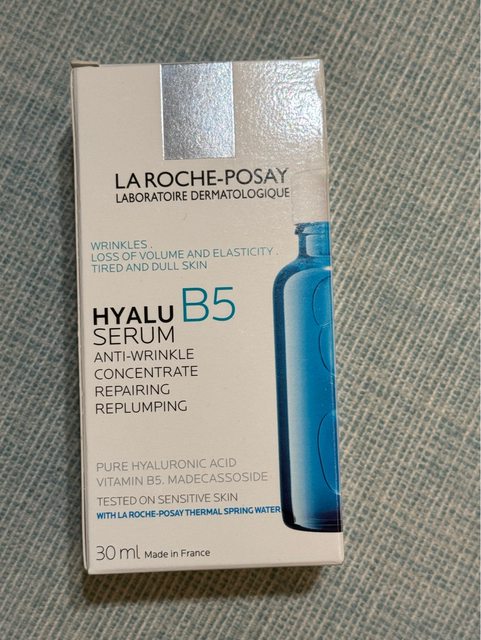 LA ROCHE-POSAY
LABORATOIRE DERMATOLOGIQUE
WRINKLES .
LOSS OF VOLUME AND ELASTICITY .
TIRED AND DULL SKIN
HYALU B5
SERUM
ANTI-WRINKLE
CONCENTRATE
REPAIRING
REPLUMPING
PURE HYALURONIC ACID
VITAMIN B5. MADECASSOSIDE
TESTED ON SENSITIVE SKIN
WITH LA ROCHE-POSAY THERMAL SPRING WATER
30 ml Made in France